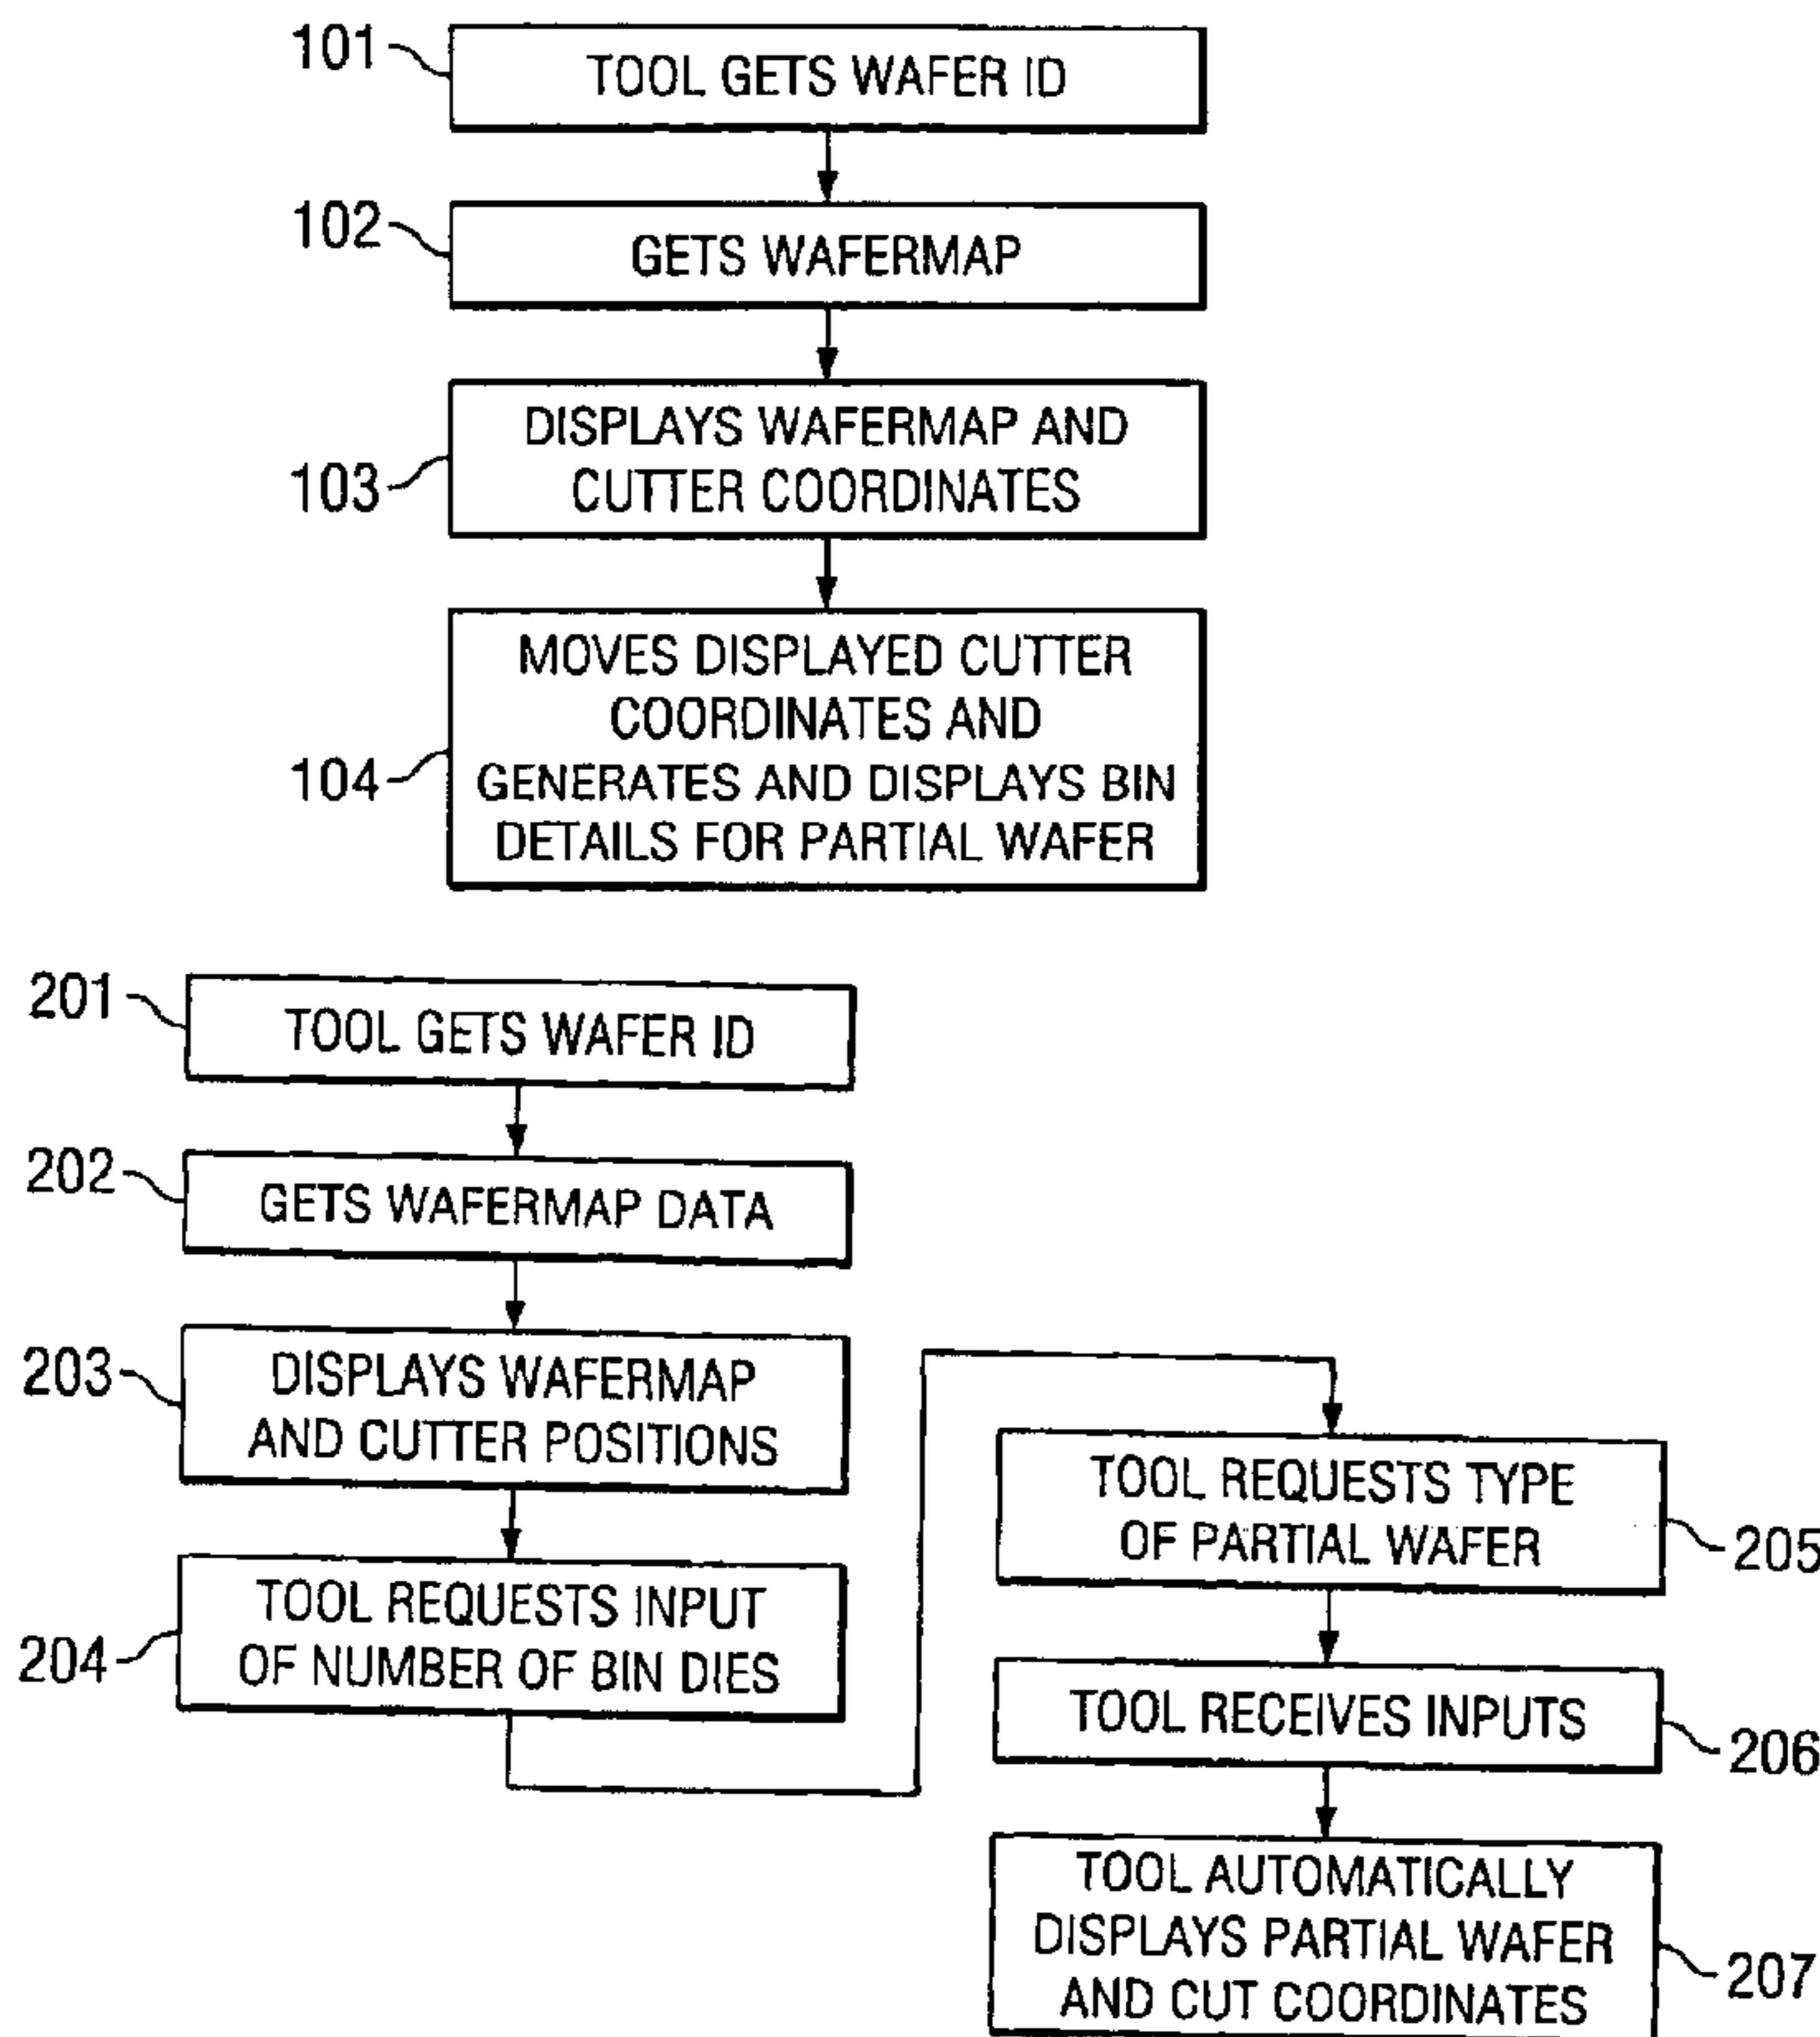 101
TOOL GETS WAFER ID
102
GETS WAFERMAP
103
DISPLAYS WAFERMAP AND
CUTTER COORDINATES
104
MOVES DISPLAYED CUTTER
COORDINATES AND
GENERATES AND DISPLAYS BIN
DETAILS FOR PARTIAL WAFER
201
TOOL GETS WAFER ID
202
GETS WAFERMAP DATA
203
DISPLAYS WAFERMAP
AND CUTTER POSITIONS
204
TOOL REQUESTS INPUT
OF NUMBER OF BIN DIES
TOOL REQUESTS TYPE
OF PARTIAL WAFER
205
TOOL RECEIVES INPUTS
206
TOOL AUTOMATICALLY
DISPLAYS PARTIAL WAFER
AND CUT COORDINATES
207